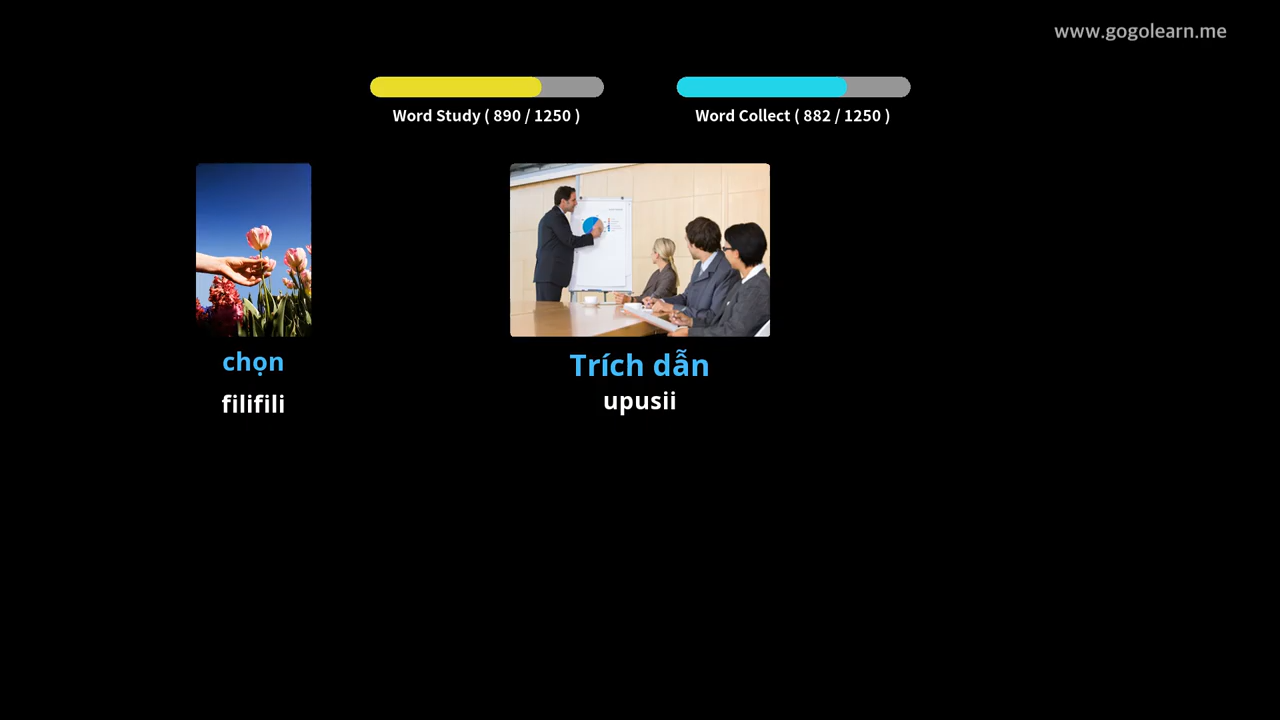 www.gogolearn.me
Word Study ( 890 / 1250 )
Word Collect ( 882 / 1250 )
chọn
filifili
Trích dẫn
upusii